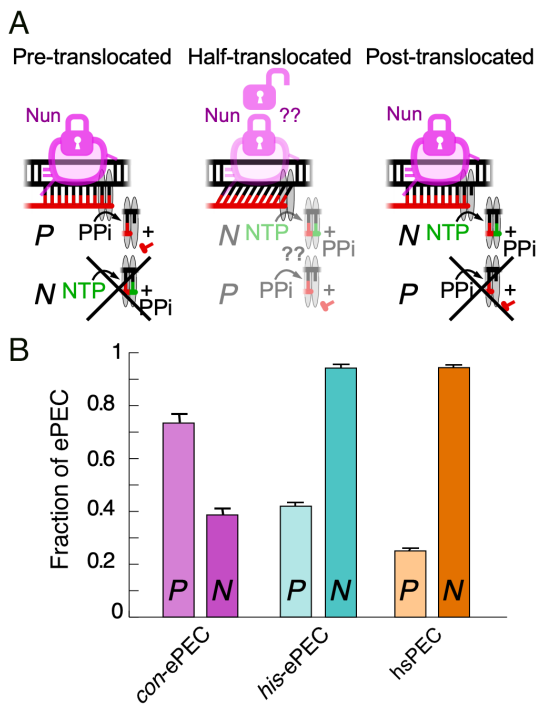 A
Pre-translocated Half-translocated Post-translocated
Nun Nun ?? Nun
P PPi + N NTP + PPi N NTP + PPi
??
N NTP + PPi P PPi + P PPi +
B
Fraction of ePEC
1
0.8
0.6
0.4
0.2
0
P N P N P N
con-ePEC his-ePEC hsPEC